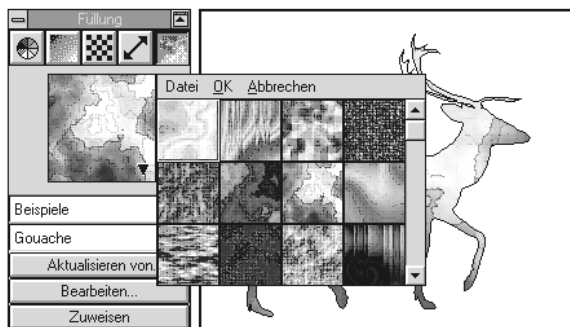 Füllung
Datei OK Abbrechen
Beispiele
Gouache
Aktualisieren von.
Bearbeiten...
Zuweisen